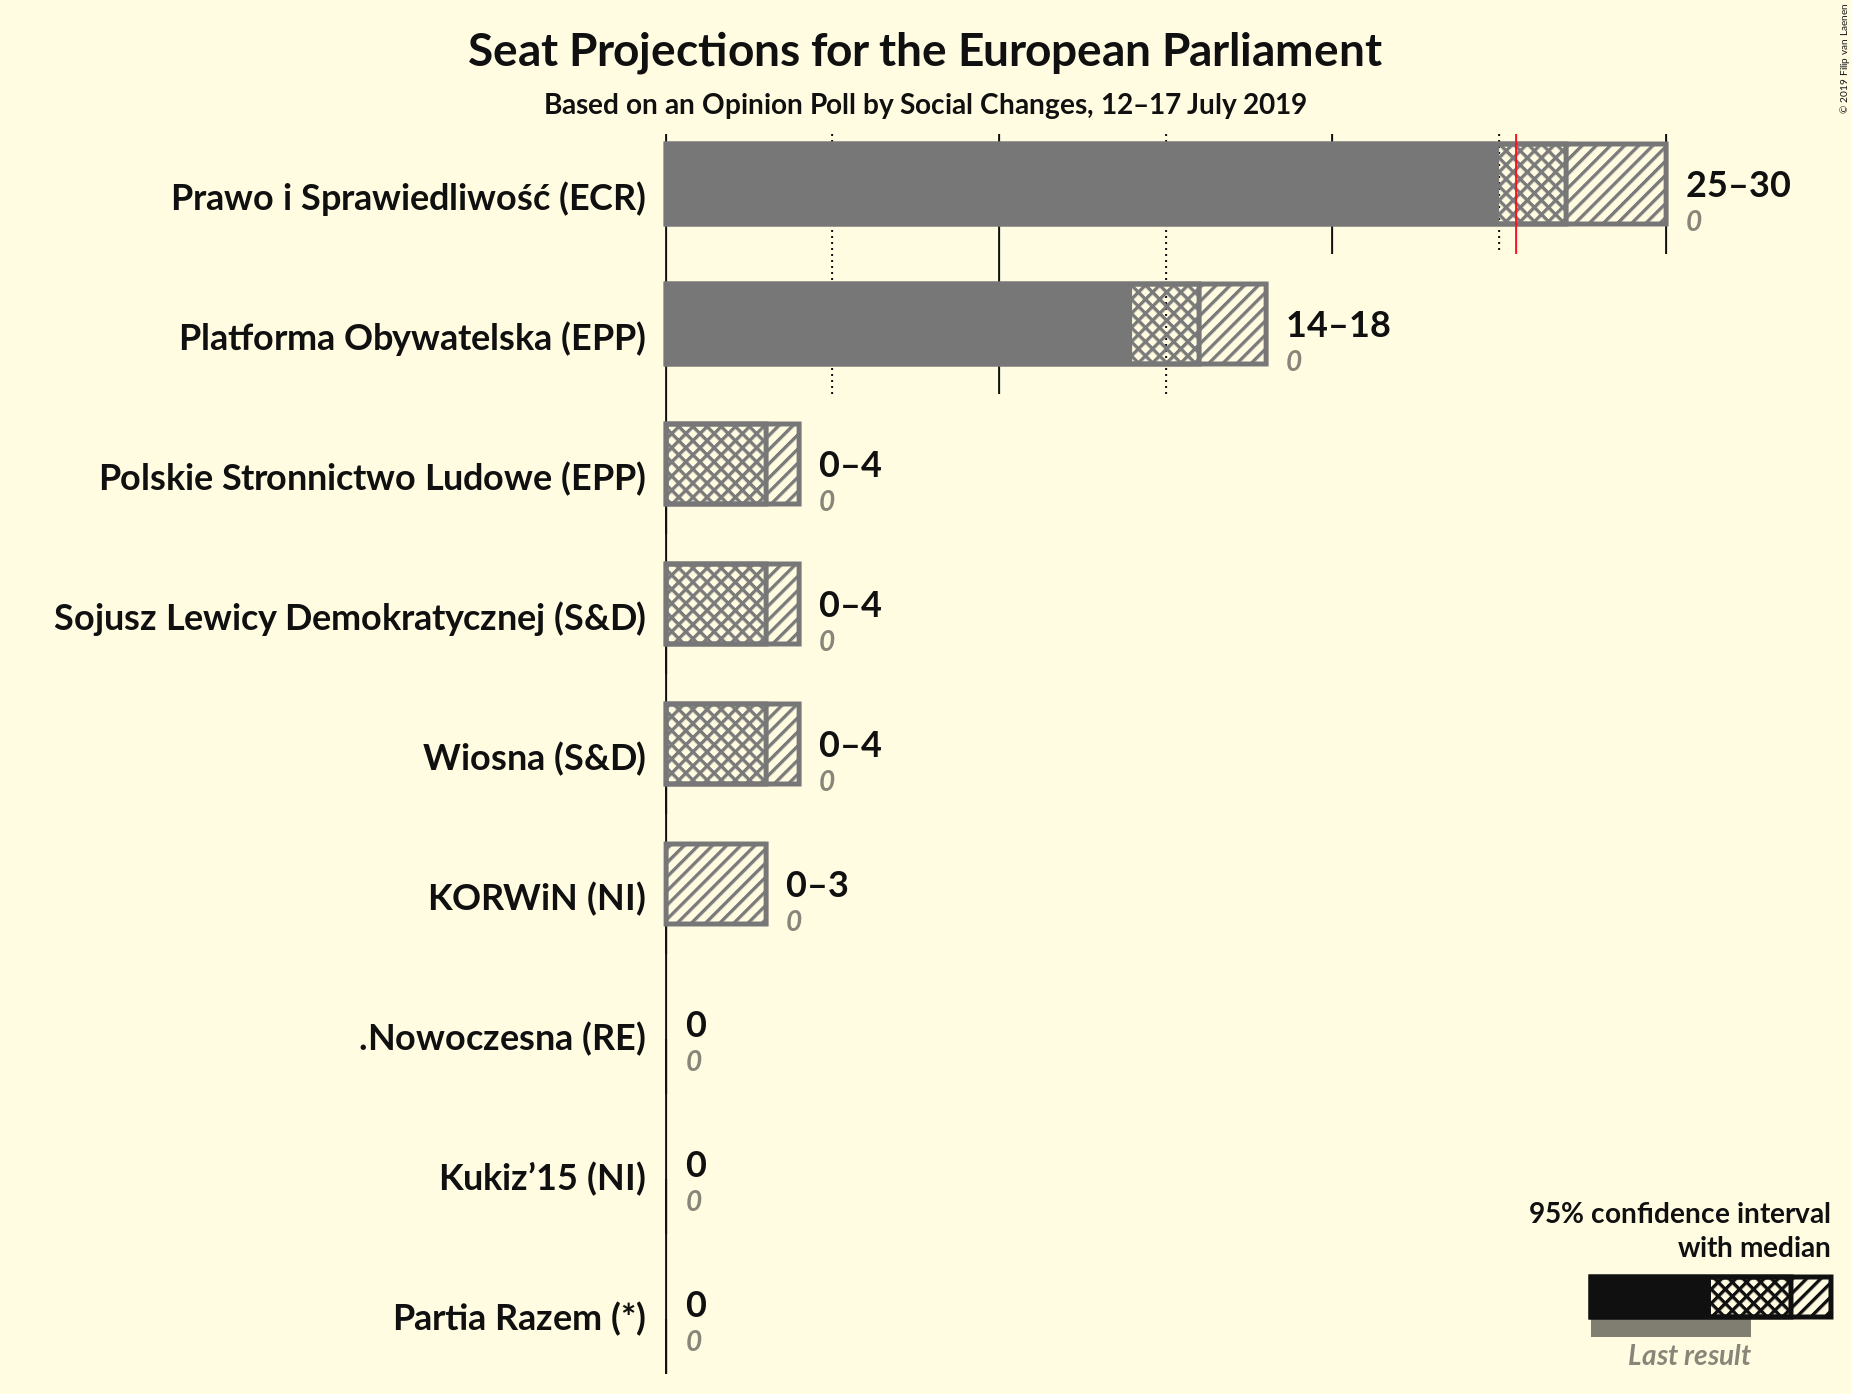 Seat Projections for the European Parliament
Based on an Opinion Poll by Social Changes, 12–17 July 2019
© 2019 Filip van Laenen
Prawo i Sprawiedliwość (ECR)
25–30
0
Platforma Obywatelska (EPP)
14–18
0
Polskie Stronnictwo Ludowe (EPP)
0–4
0
Sojusz Lewicy Demokratycznej (S&D)
0–4
0
Wiosna (S&D)
0–4
0
KORWiN (NI)
0–3
0
.Nowoczesna (RE)
0
0
Kukiz’15 (NI)
0
0
Partia Razem (*)
0
0
95% confidence interval
with median
Last result